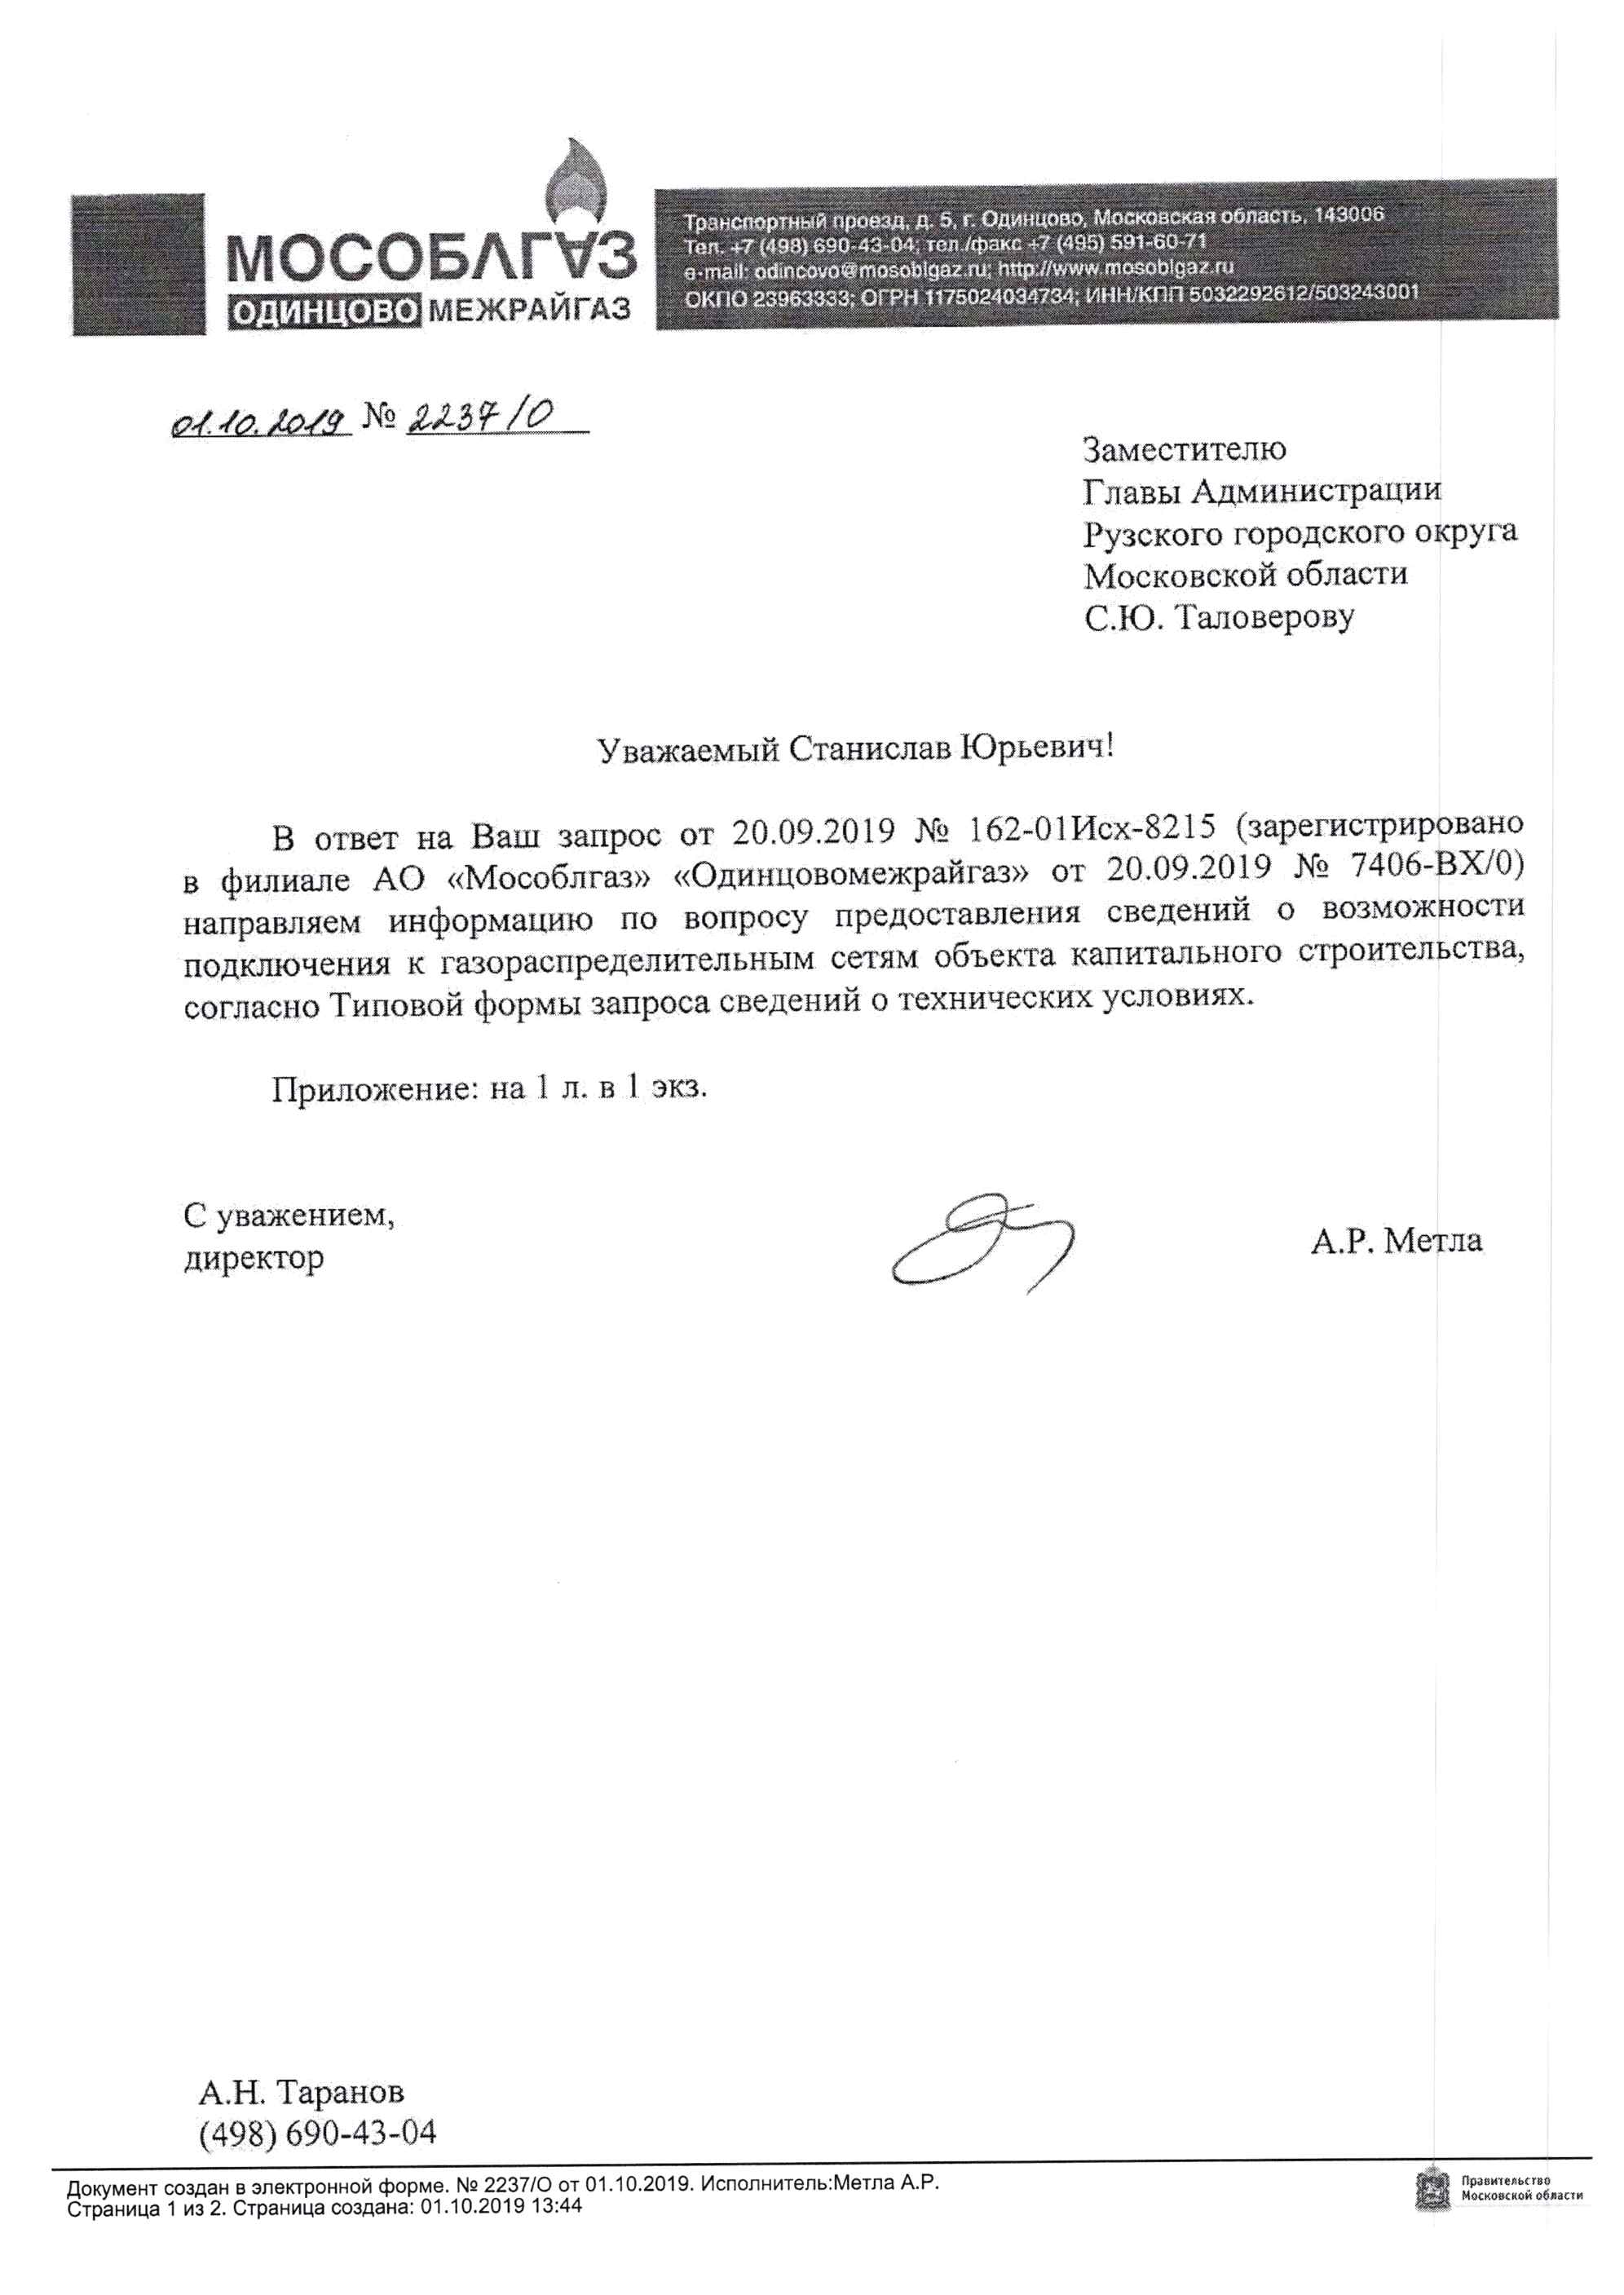 МОСОБЛГАЗ
ОДИНЦОВО МЕЖРАЙГАЗ
Транспортный проезд, д. 5, г. Одинцово, Московская область, 143006
Тел. +7 (498) 690-43-04; тел./факс +7 (495) 591-60-71
e-mail: odincovo@mosoblgaz.ru; http://www.mosoblgaz.ru
ОКПО 23963333; ОГРН 1175024034734; ИНН/КПП 5032292612/503243001
01.10.2019 № 2237/О
Заместителю
Главы Администрации
Рузского городского округа
Московской области
С.Ю. Таловерову
Уважаемый Станислав Юрьевич!
В ответ на Ваш запрос от 20.09.2019 № 162-01Исх-8215 (зарегистрировано
в филиале АО «Мособлгаз» «Одинцовомежрайгаз» от 20.09.2019 № 7406-ВХ/0)
направляем информацию по вопросу предоставления сведений о возможности
подключения к газораспределительным сетям объекта капитального строительства,
согласно Типовой формы запроса сведений о технических условиях.
Приложение: на 1 л. в 1 экз.
С уважением,
директор
А.Р. Метла
А.Н. Таранов
(498) 690-43-04
Документ создан в электронной форме. № 2237/О от 01.10.2019. Исполнитель:Метла А.Р.
Страница 1 из 2. Страница создана: 01.10.2019 13:44
Правительство
Московской области